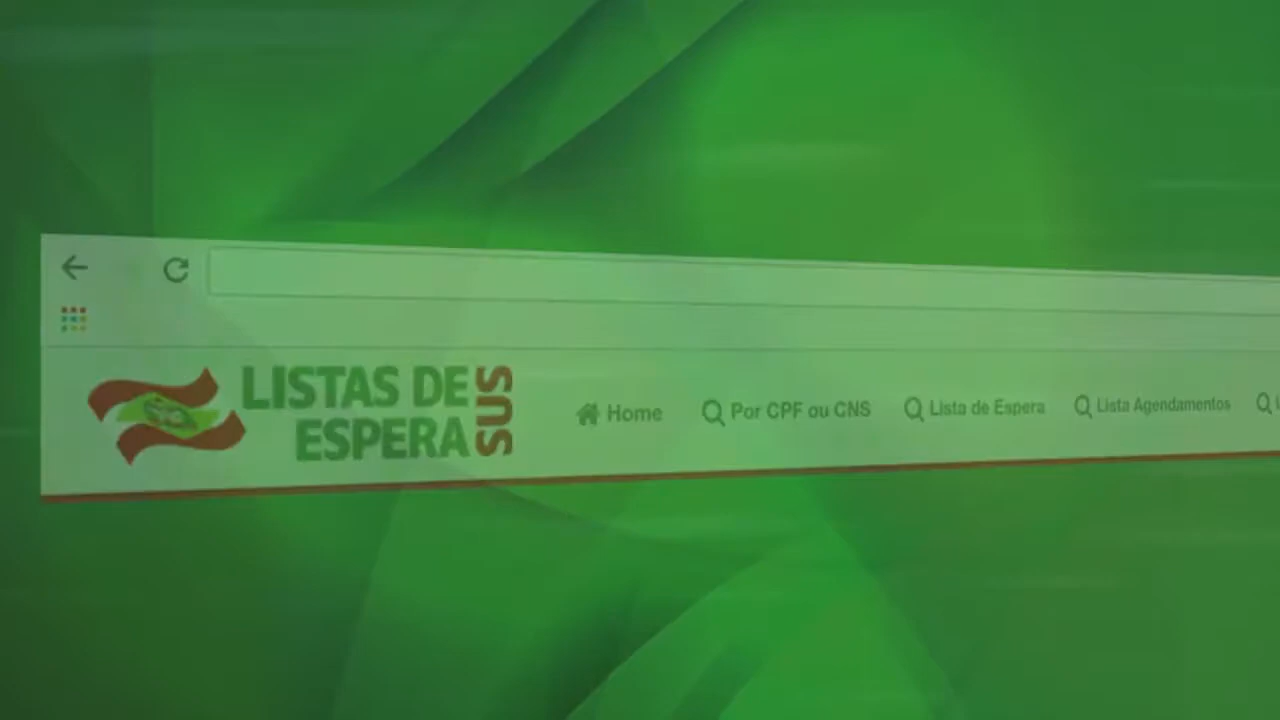 LISTAS DE
ESPERA
SUS
Home
Por CPF ou CNS
Lista de Espera
Lista Agendamentos